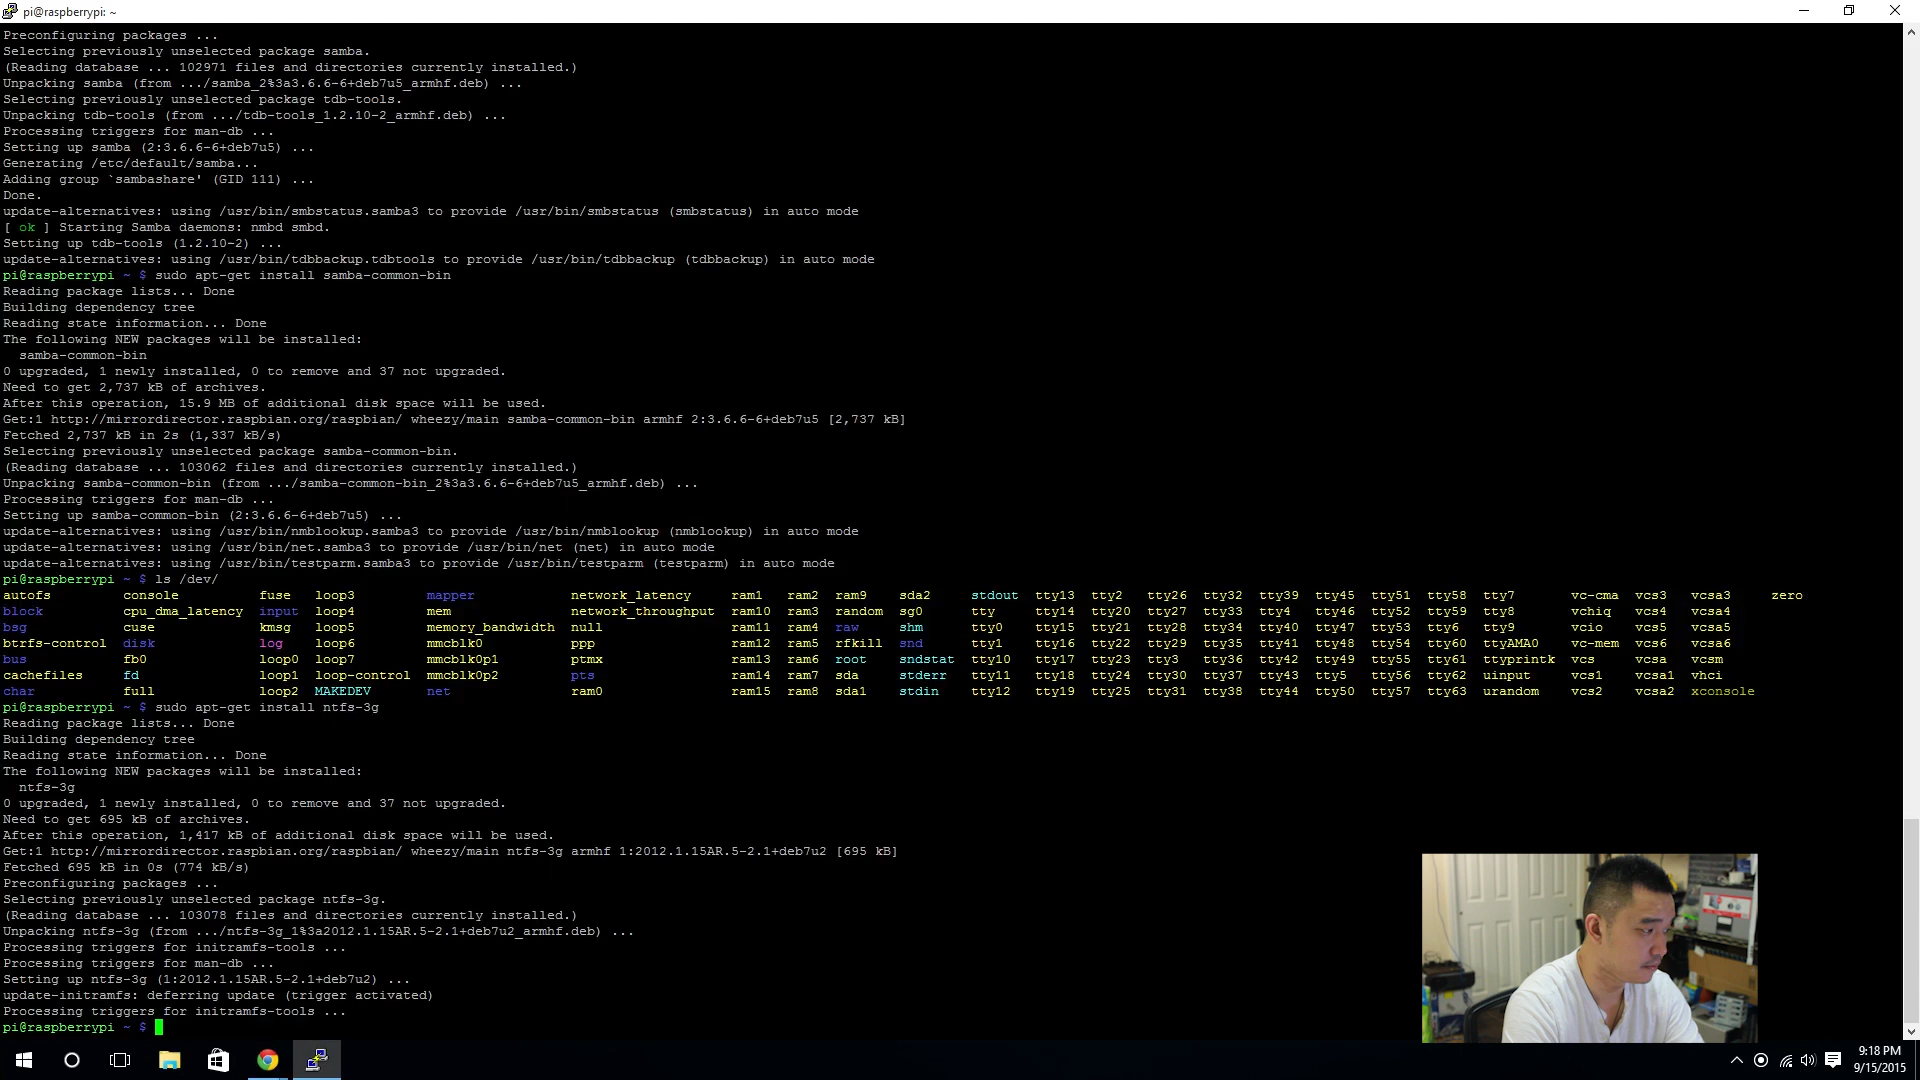 pi@raspberrypi: ~
Preconfiguring packages ...
Selecting previously unselected package samba.
(Reading database ... 102971 files and directories currently installed.)
Unpacking samba (from .../samba_2%3a3.6.6-6+deb7u5_armhf.deb) ...
Selecting previously unselected package tdb-tools.
Unpacking tdb-tools (from .../tdb-tools_1.2.10-2_armhf.deb) ...
Processing triggers for man-db ...
Setting up samba (2:3.6.6-6+deb7u5) ...
Generating /etc/default/samba...
Adding group `sambashare' (GID 111) ...
Done.
update-alternatives: using /usr/bin/smbstatus.samba3 to provide /usr/bin/smbstatus (smbstatus) in auto mode
[ ok ] Starting Samba daemons: nmbd smbd.
Setting up tdb-tools (1.2.10-2) ...
update-alternatives: using /usr/bin/tdbbackup.tdbtools to provide /usr/bin/tdbbackup (tdbbackup) in auto mode
pi@raspberrypi ~ $ sudo apt-get install samba-common-bin
Reading package lists... Done
Building dependency tree
Reading state information... Done
The following NEW packages will be installed:
samba-common-bin
0 upgraded, 1 newly installed, 0 to remove and 37 not upgraded.
Need to get 2,737 kB of archives.
After this operation, 15.9 MB of additional disk space will be used.
Get:1 http://mirrordirector.raspbian.org/raspbian/ wheezy/main samba-common-bin armhf 2:3.6.6-6+deb7u5 [2,737 kB]
Fetched 2,737 kB in 2s (1,337 kB/s)
Selecting previously unselected package samba-common-bin.
(Reading database ... 103062 files and directories currently installed.)
Unpacking samba-common-bin (from .../samba-common-bin_2%3a3.6.6-6+deb7u5_armhf.deb) ...
Processing triggers for man-db ...
Setting up samba-common-bin (2:3.6.6-6+deb7u5) ...
update-alternatives: using /usr/bin/nmblookup.samba3 to provide /usr/bin/nmblookup (nmblookup) in auto mode
update-alternatives: using /usr/bin/net.samba3 to provide /usr/bin/net (net) in auto mode
update-alternatives: using /usr/bin/testparm.samba3 to provide /usr/bin/testparm (testparm) in auto mode
pi@raspberrypi ~ $ ls /dev/
autofs console fuse loop3 mapper network_latency ram1 ram2 ram9 sda2 stdout tty13 tty2 tty26 tty32 tty39 tty45 tty51 tty58 tty7 vc-cma vcs3 vcsa3 zero
block cpu_dma_latency input loop4 mem network_throughput ram10 ram3 random sg0 tty tty14 tty20 tty27 tty33 tty4 tty46 tty52 tty59 tty8 vchiq vcs4 vcsa4
bsg cuse kmsg loop5 memory_bandwidth null ram11 ram4 raw shm tty0 tty15 tty21 tty28 tty34 tty40 tty47 tty53 tty6 tty9 vcio vcs5 vcsa5
btrfs-control disk log loop6 mmcblk0 ppp ram12 ram5 rfkill snd tty1 tty16 tty22 tty29 tty35 tty41 tty48 tty54 tty60 ttyAMA0 vc-mem vcs6 vcsa6
bus fb0 loop0 loop7 mmcblk0p1 ptmx ram13 ram6 root sndstat tty10 tty17 tty23 tty3 tty36 tty42 tty49 tty55 tty61 ttyprintk vcs vcsa vcsm
cachefiles fd loop1 loop-control mmcblk0p2 pts ram14 ram7 sda stderr tty11 tty18 tty24 tty30 tty37 tty43 tty5 tty56 tty62 uinput vcs1 vcsa1 vhci
char full loop2 MAKEDEV net ram0 ram15 ram8 sda1 stdin tty12 tty19 tty25 tty31 tty38 tty44 tty50 tty57 tty63 urandom vcs2 vcsa2 xconsole
pi@raspberrypi ~ $ sudo apt-get install ntfs-3g
Reading package lists... Done
Building dependency tree
Reading state information... Done
The following NEW packages will be installed:
ntfs-3g
0 upgraded, 1 newly installed, 0 to remove and 37 not upgraded.
Need to get 695 kB of archives.
After this operation, 1,417 kB of additional disk space will be used.
Get:1 http://mirrordirector.raspbian.org/raspbian/ wheezy/main ntfs-3g armhf 1:2012.1.15AR.5-2.1+deb7u2 [695 kB]
Fetched 695 kB in 0s (774 kB/s)
Preconfiguring packages ...
Selecting previously unselected package ntfs-3g.
(Reading database ... 103078 files and directories currently installed.)
Unpacking ntfs-3g (from .../ntfs-3g_1%3a2012.1.15AR.5-2.1+deb7u2_armhf.deb) ...
Processing triggers for initramfs-tools ...
Processing triggers for man-db ...
Setting up ntfs-3g (1:2012.1.15AR.5-2.1+deb7u2) ...
update-initramfs: deferring update (trigger activated)
Processing triggers for initramfs-tools ...
pi@raspberrypi ~ $
9:18 PM
9/15/2015